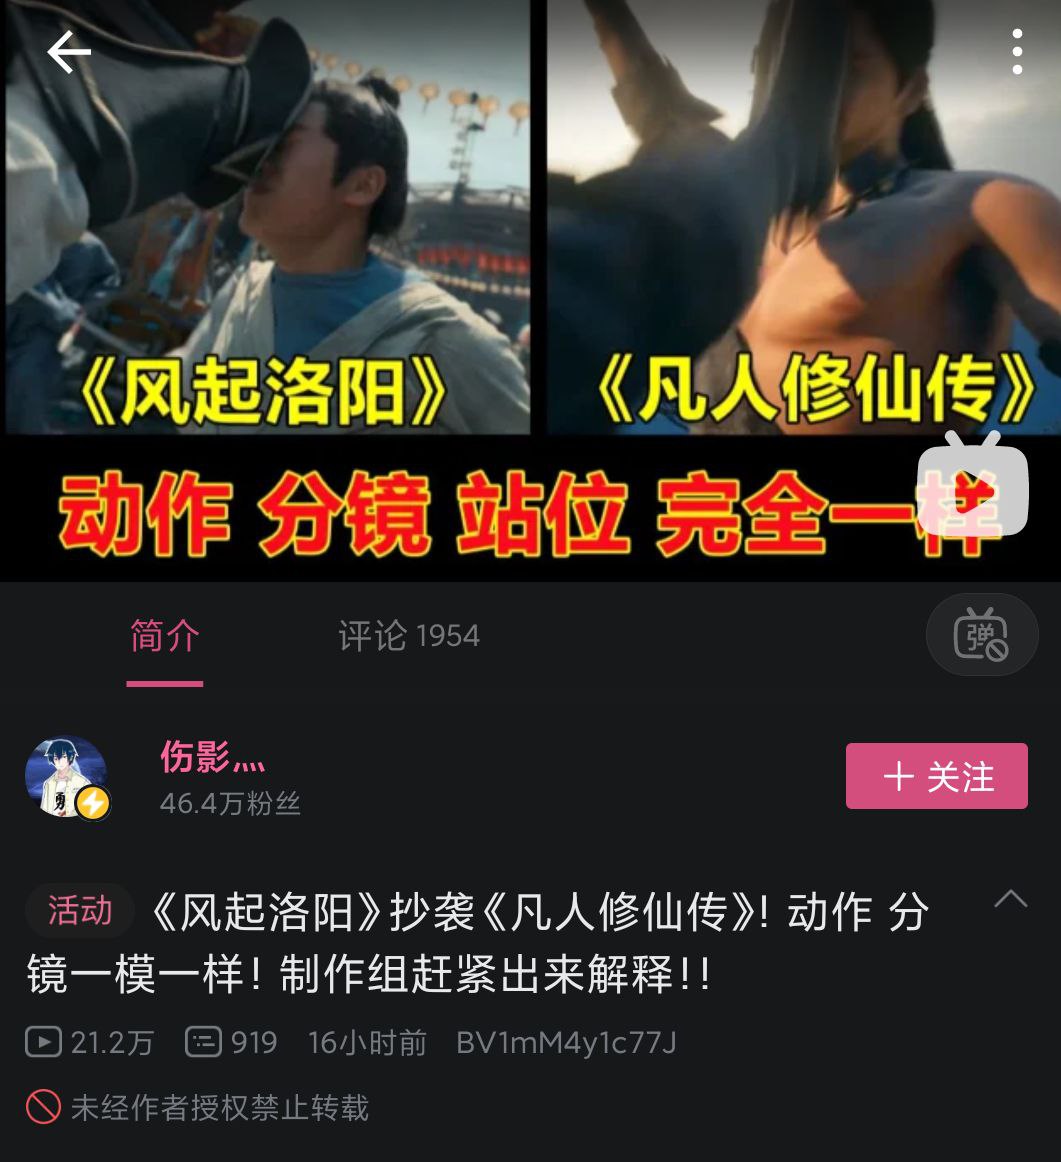 《风起洛阳》
《凡人修仙传》
动作 分镜 站位 完全一样
简介
评论 1954
弹
伤影灬
勇
46.4万粉丝
+ 关注
活动 《风起洛阳》抄袭《凡人修仙传》！动作 分
镜一模一样！制作组赶紧出来解释！！
21.2万 919 16小时前 BV1mM4y1c77J
未经作者授权禁止转载